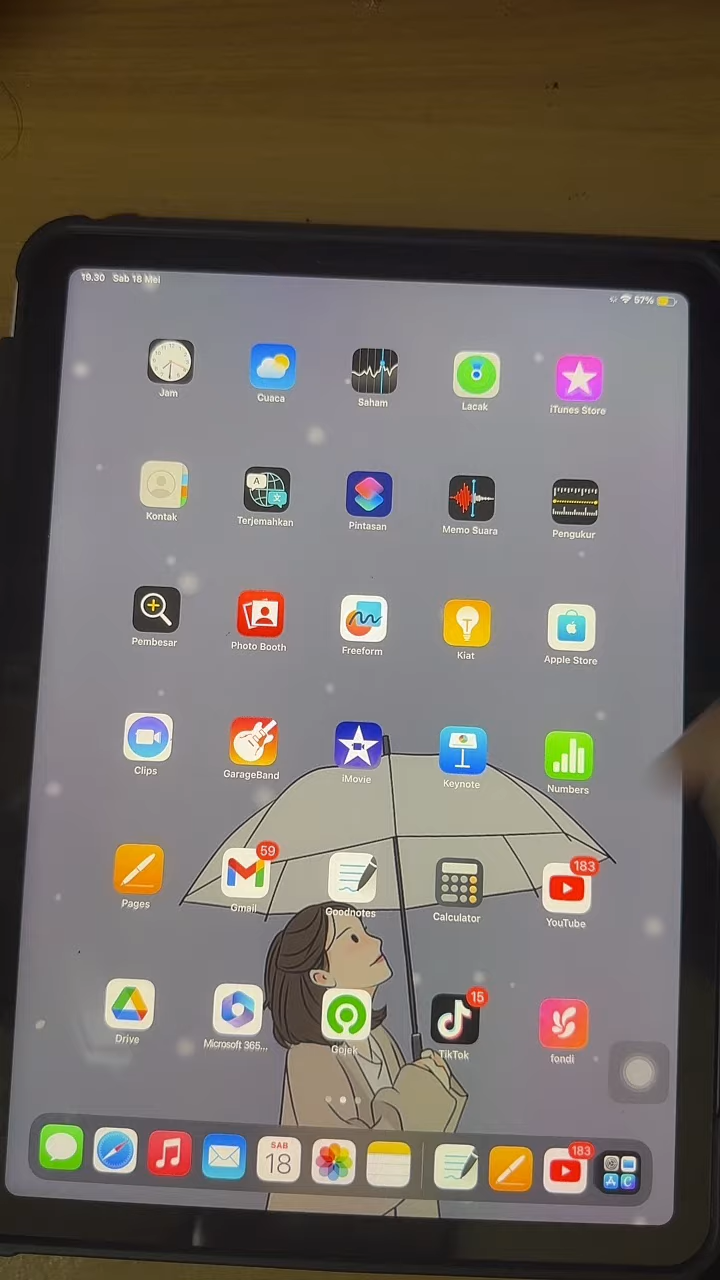 19.30 Sab 18 Mei
57%
Jam
Cuaca
Saham
Lacak
iTunes Store
Kontak
Terjemahkan
Pintasan
Memo Suara
Pengukur
Pembesar
Photo Booth
Freeform
Kiat
Apple Store
Clips
GarageBand
iMovie
Keynote
Numbers
59
183
Pages
Gmail
Goodnotes
Calculator
YouTube
15
Drive
Microsoft 365...
Gojek
TikTok
fondi
SAB
18
183